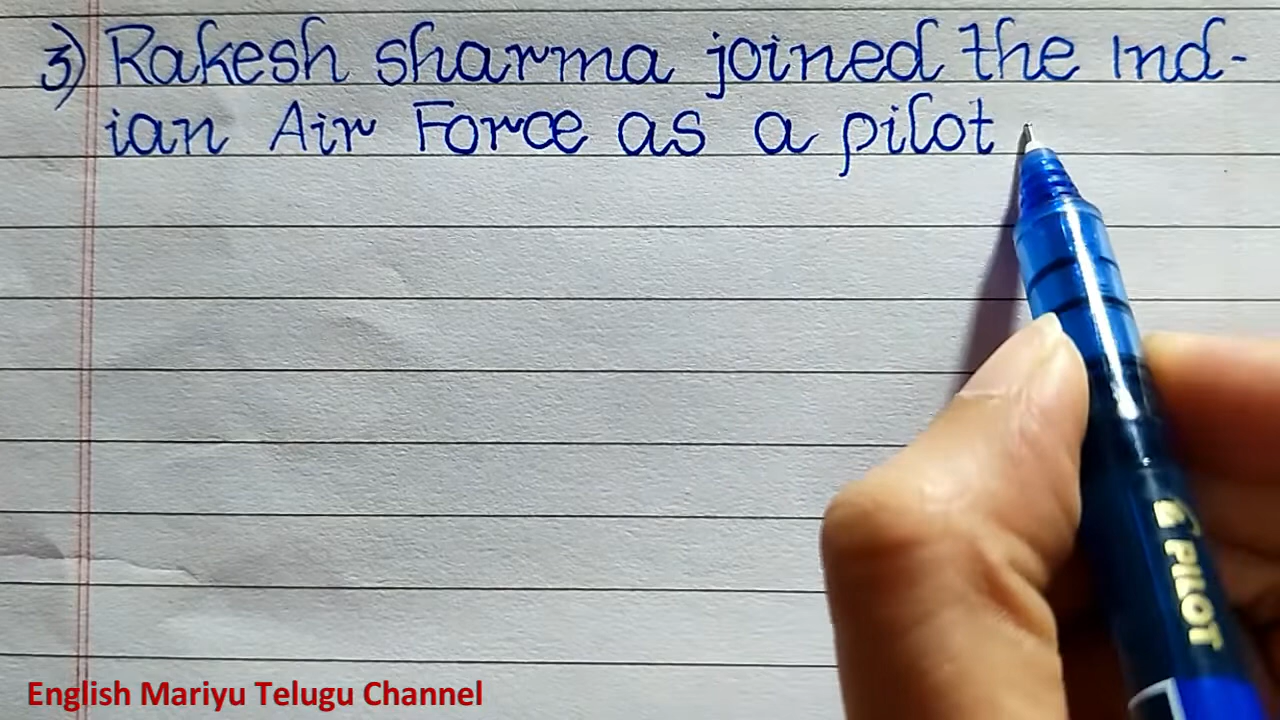 3) Rakesh sharma joined the Ind-
ian Air Force as a pilot
PILOT
English Mariyu Telugu Channel